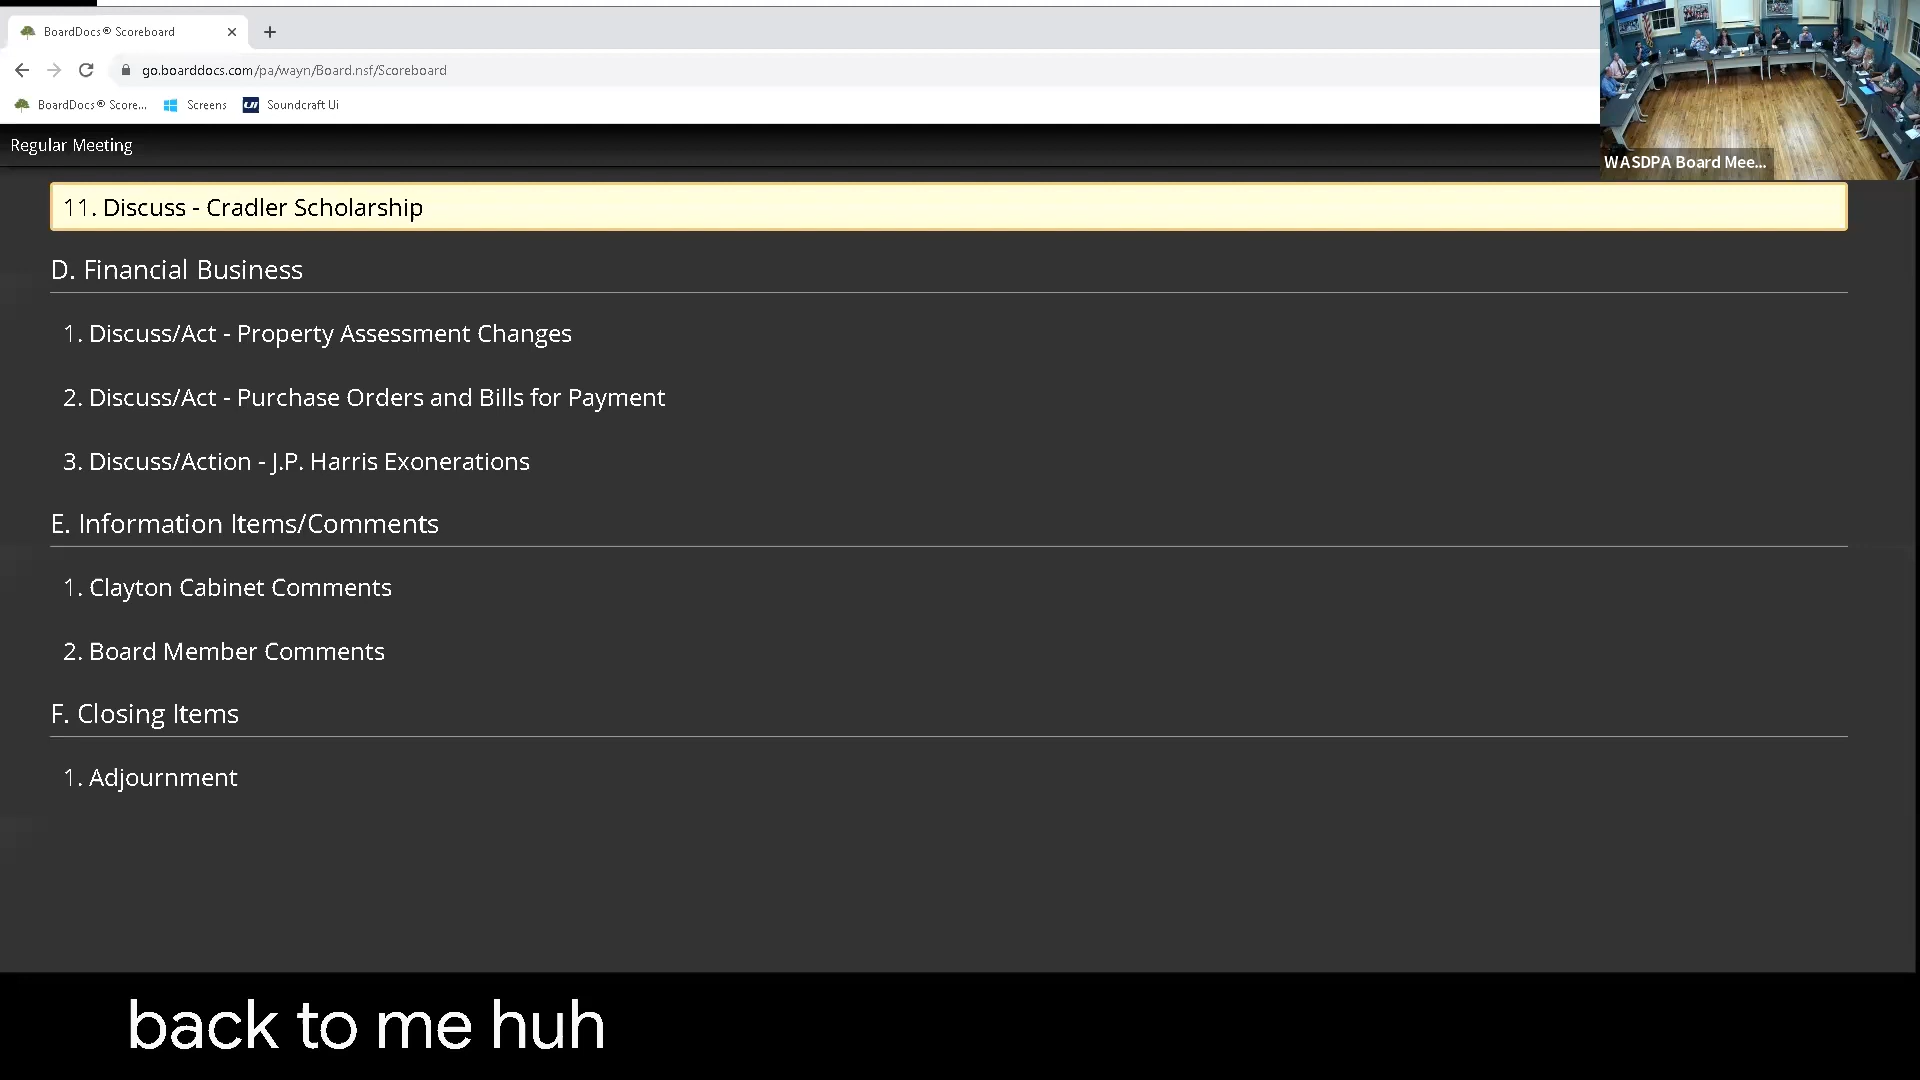 BoardDocs® Scoreboard
go.boarddocs.com/pa/wayn/Board.nsf/Scoreboard
BoardDocs® Score... Screens Soundcraft Ui
Regular Meeting
WASDPA Board Mee...
11. Discuss - Cradler Scholarship
D. Financial Business
1. Discuss/Act - Property Assessment Changes
2. Discuss/Act - Purchase Orders and Bills for Payment
3. Discuss/Action - J.P. Harris Exonerations
E. Information Items/Comments
1. Clayton Cabinet Comments
2. Board Member Comments
F. Closing Items
1. Adjournment
back to me huh